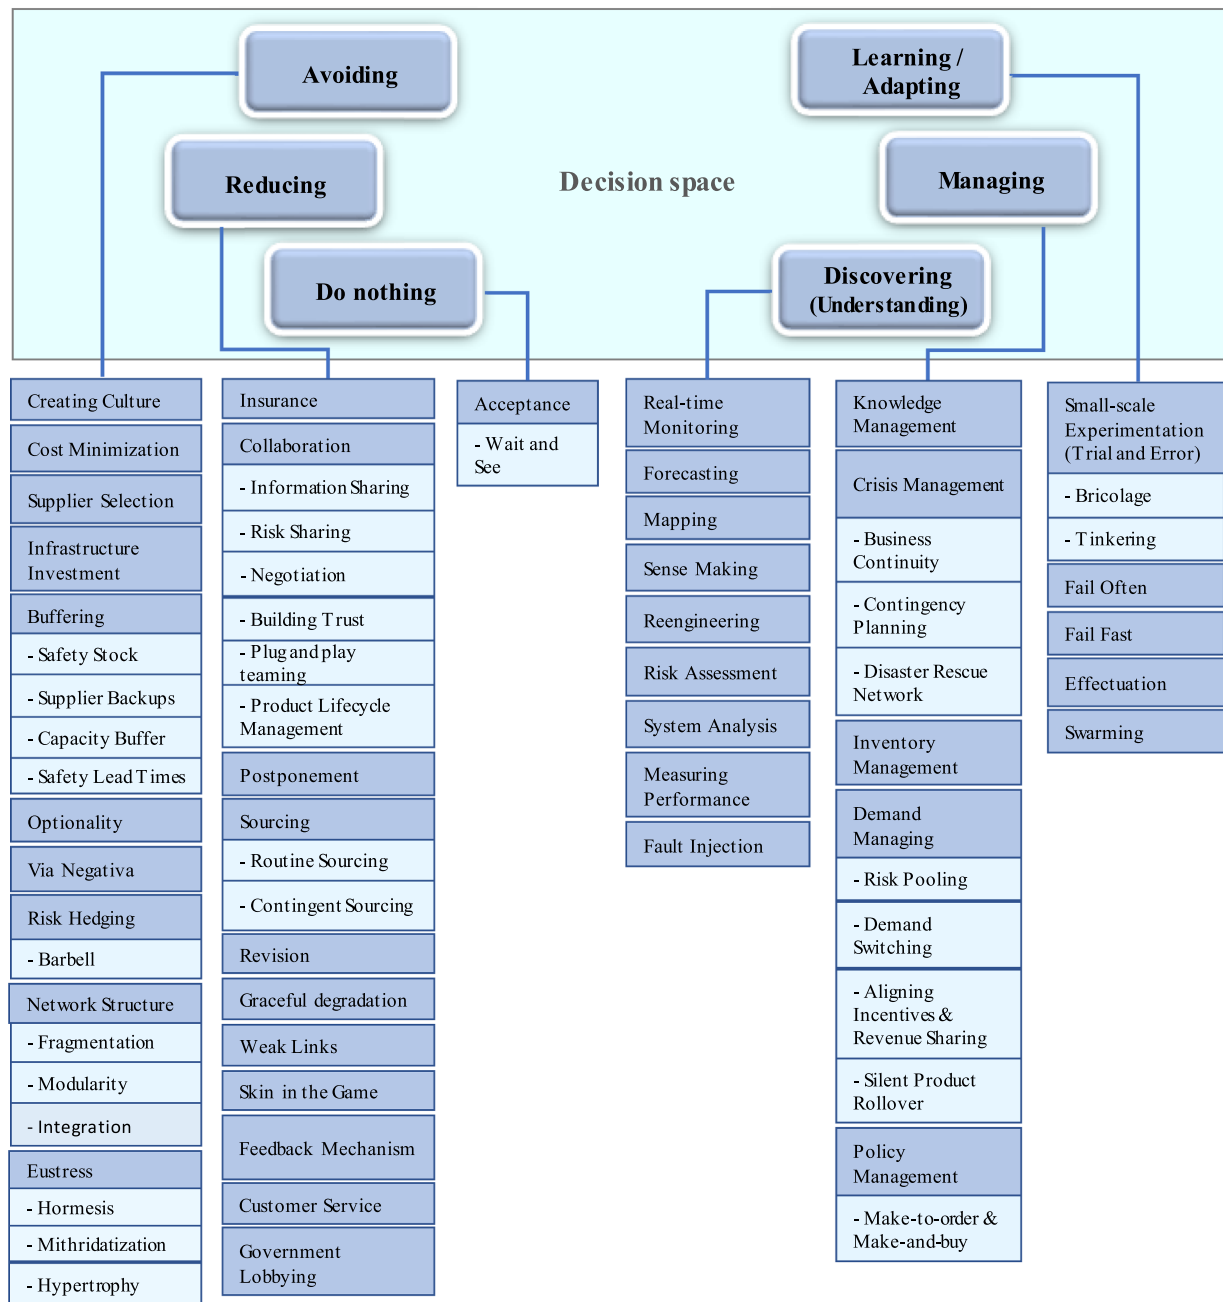 Avoiding
Learning /
Adapting
Reducing
Decision space
Managing
Do nothing
Discovering
(Understanding)
Creating Culture
Cost Minimization
Supplier Selection
Infrastructure
Investment
Buffering
- Safety Stock
- Supplier Backups
- Capacity Buffer
- Safety Lead Times
Optionality
Via Negativa
Risk Hedging
- Barbell
Network Structure
- Fragmentation
- Modularity
- Integration
Eustress
- Hormesis
- Mithridatization
- Hypertrophy
Insurance
Collaboration
- Information Sharing
- Risk Sharing
- Negotiation
- Building Trust
- Plug and play
teaming
- Product Lifecycle
Management
Postponement
Sourcing
- Routine Sourcing
- Contingent Sourcing
Revision
Graceful degradation
Weak Links
Skin in the Game
Feedback Mechanism
Customer Service
Government
Lobbying
Acceptance
- Wait and
See
Real-time
Monitoring
Forecasting
Mapping
Sense Making
Reengineering
Risk Assessment
System Analysis
Measuring
Performance
Fault Injection
Knowledge
Management
Crisis Management
- Business
Continuity
- Contingency
Planning
- Disaster Rescue
Network
Inventory
Management
Demand
Managing
- Risk Pooling
- Demand
Switching
- Aligning
Incentives &
Revenue Sharing
- Silent Product
Rollover
Policy
Management
- Make-to-order &
Make-and-buy
Small-scale
Experimentation
(Trial and Error)
- Bricolage
- Tinkering
Fail Often
Fail Fast
Effectuation
Swarming